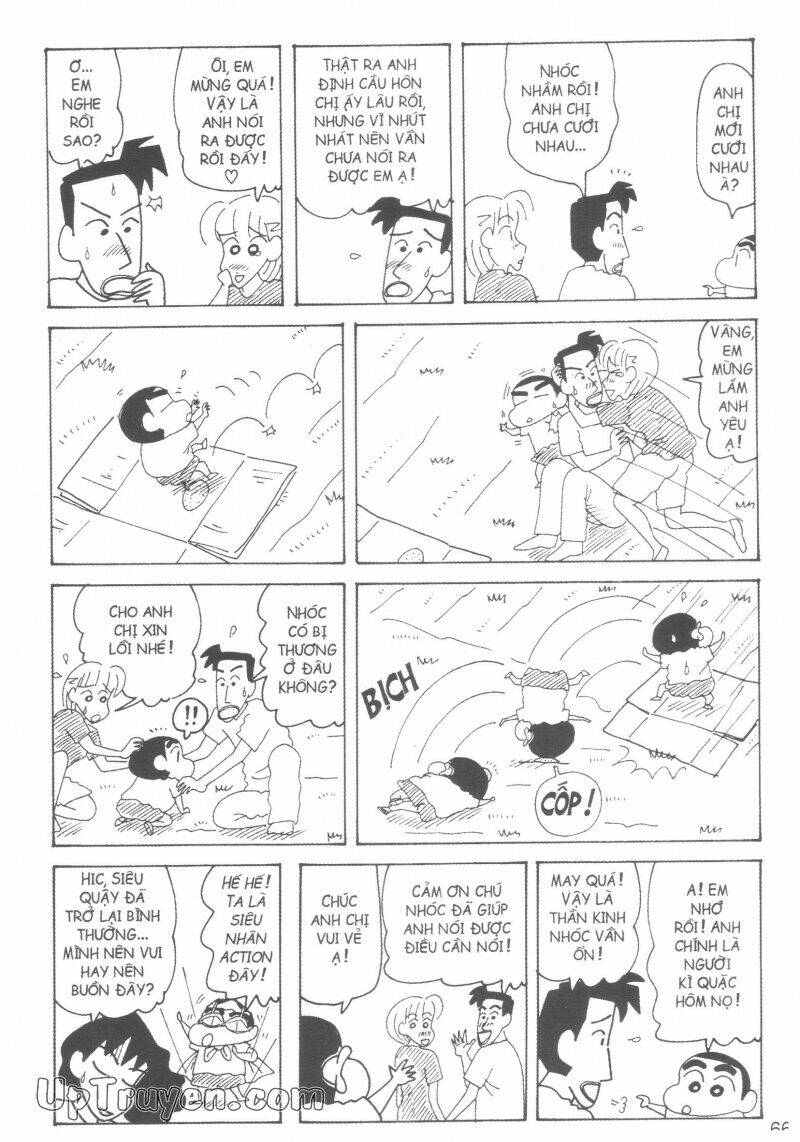 ANH
CHỊ
MỚI
CƯỚI
NHAU
À?
NHÓC
NHẦM RỒI!
ANH CHỊ
CHƯA CƯỚI
NHAU...
THẬT RA ANH
ĐỊNH CẦU HÔN
CHỊ ẤY LÂU RỒI,
NHƯNG VÌ NHÚT
NHÁT NÊN VẪN
CHƯA NÓI RA
ĐƯỢC EM Ạ!
ÔI, EM
MỪNG QUÁ!
VẬY LÀ
ANH NÓI
RA ĐƯỢC
RỒI ĐẤY!
♡
Ơ...
EM
NGHE
RỒI
SAO?
VÂNG,
EM
MỪNG
LẮM
ANH
YÊU
Ạ!
BỊCH
CỐP!
NHÓC
CÓ BỊ
THƯƠNG
Ở ĐÂU
KHÔNG?
CHO ANH
CHỊ XIN
LỖI NHÉ!
!!
A! EM
NHỚ
RỒI! ANH
CHÍNH LÀ
NGƯỜI
KÌ QUẶC
HÔM NỌ!
MAY QUÁ!
VẬY LÀ
THẦN KINH
NHÓC VẪN
ỔN!
CẢM ƠN CHÚ
NHÓC ĐÃ GIÚP
ANH NÓI ĐƯỢC
ĐIỀU CẦN NÓI!
CHÚC
ANH CHỊ
VUI VẺ
Ạ!
HẾ HẾ!
TA LÀ
SIÊU
NHÂN
ACTION
ĐÂY!
HIC, SIÊU
QUẬY ĐÃ
TRỞ LẠI BÌNH
THƯỜNG...
MÌNH NÊN VUI
HAY NÊN
BUỒN ĐÂY?
UpTruyen.com
66